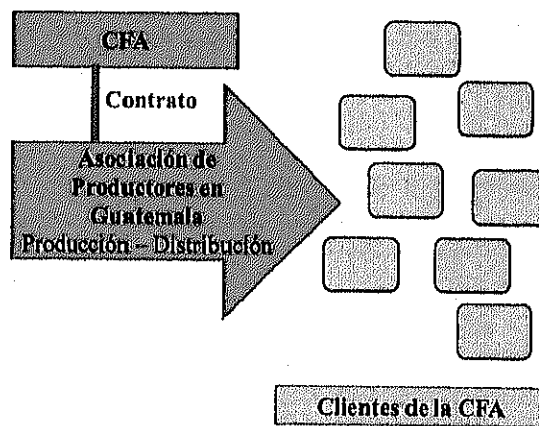 CFA
Contrato
Asociación de
Productores en
Guatemala
Producción – Distribución
Clientes de la CFA